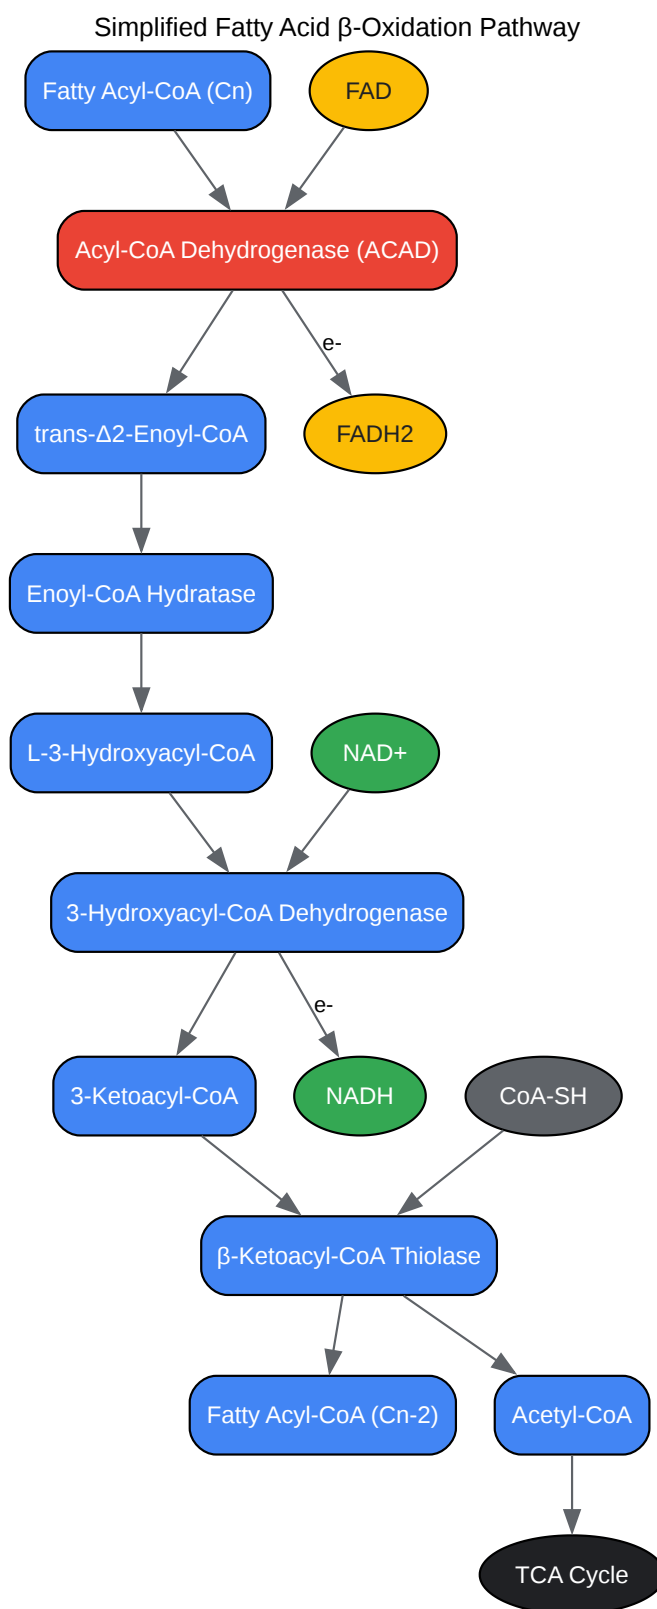 Simplified Fatty Acid β-Oxidation Pathway
Fatty Acyl-CoA (Cn)
FAD
Acyl-CoA Dehydrogenase (ACAD)
e-
trans-Δ2-Enoyl-CoA
FADH2
Enoyl-CoA Hydratase
L-3-Hydroxyacyl-CoA
NAD+
3-Hydroxyacyl-CoA Dehydrogenase
e-
3-Ketoacyl-CoA
NADH
CoA-SH
β-Ketoacyl-CoA Thiolase
Fatty Acyl-CoA (Cn-2)
Acetyl-CoA
TCA Cycle